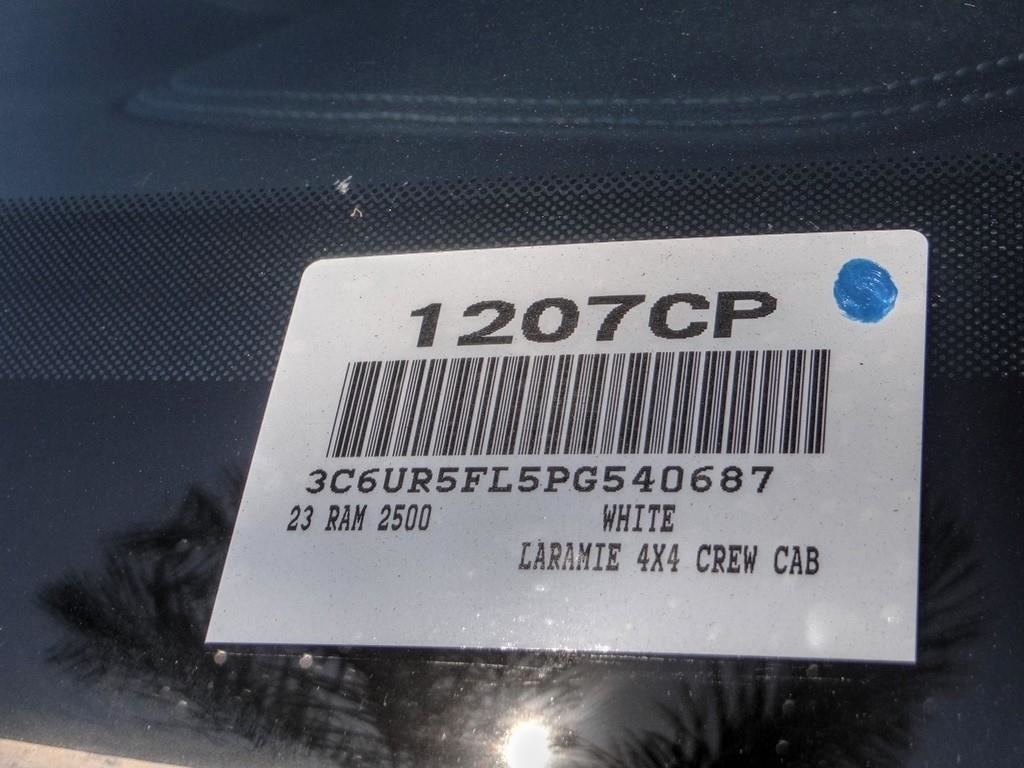 1207CP
3C6UR5FL5PG540687
23 RAM 2500 WHITE
LARAMIE 4X4 CREW CAB